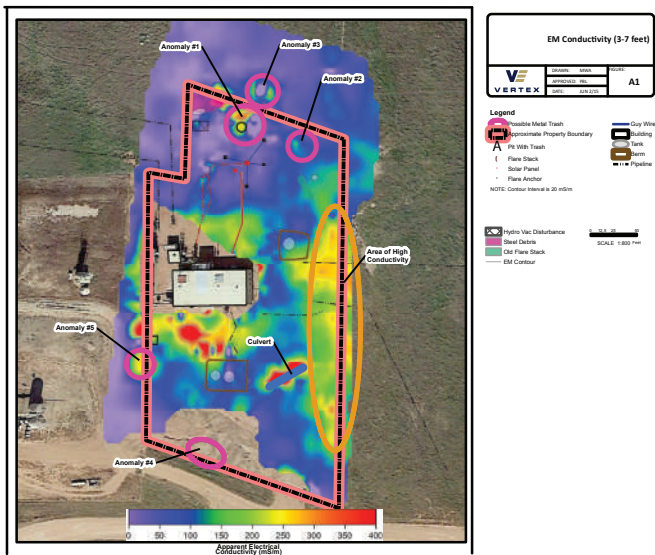 EM Conductivity (3-7 feet)
VERTEX
DRAWN: MWA
APPROVED: PBL
DATE: JUN 2/15
FIGURE:
A1
Anomaly #3
Anomaly #1
Anomaly #2
Area of High
Conductivity
Anomaly #5
Culvert
Anomaly #4
0 50 100 150 200 250 300 350 400
Apparent Electrical
Conductivity (mS/m)
Legend
Possible Metal Trash
Approximate Property Boundary
Pit With Trash
Flare Stack
Solar Panel
Flare Anchor
NOTE: Contour Interval is 20 mS/m
Guy Wire
Building
Tank
Berm
Pipeline
Hydro Vac Disturbance
Steel Debris
Old Flare Stack
EM Contour
SCALE 1:600 Feet